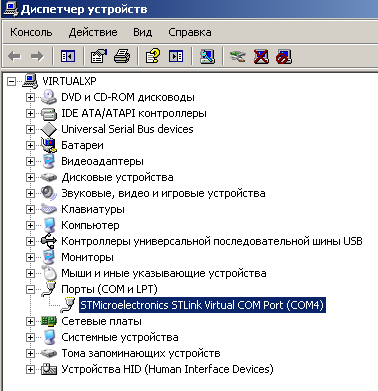 Диспетчер устройств
Консоль Действие Вид Справка
VIRTUALXP
DVD и CD-ROM дисководы
IDE ATA/ATAPI контроллеры
Universal Serial Bus devices
Батареи
Видеоадаптеры
Дисковые устройства
Звуковые, видео и игровые устройства
Клавиатуры
Компьютер
Контроллеры универсальной последовательной шины USB
Мониторы
Мыши и иные указывающие устройства
Порты (COM и LPT)
STMicroelectronics STLink Virtual COM Port (COM4)
Сетевые платы
Системные устройства
Тома запоминающих устройств
Устройства HID (Human Interface Devices)